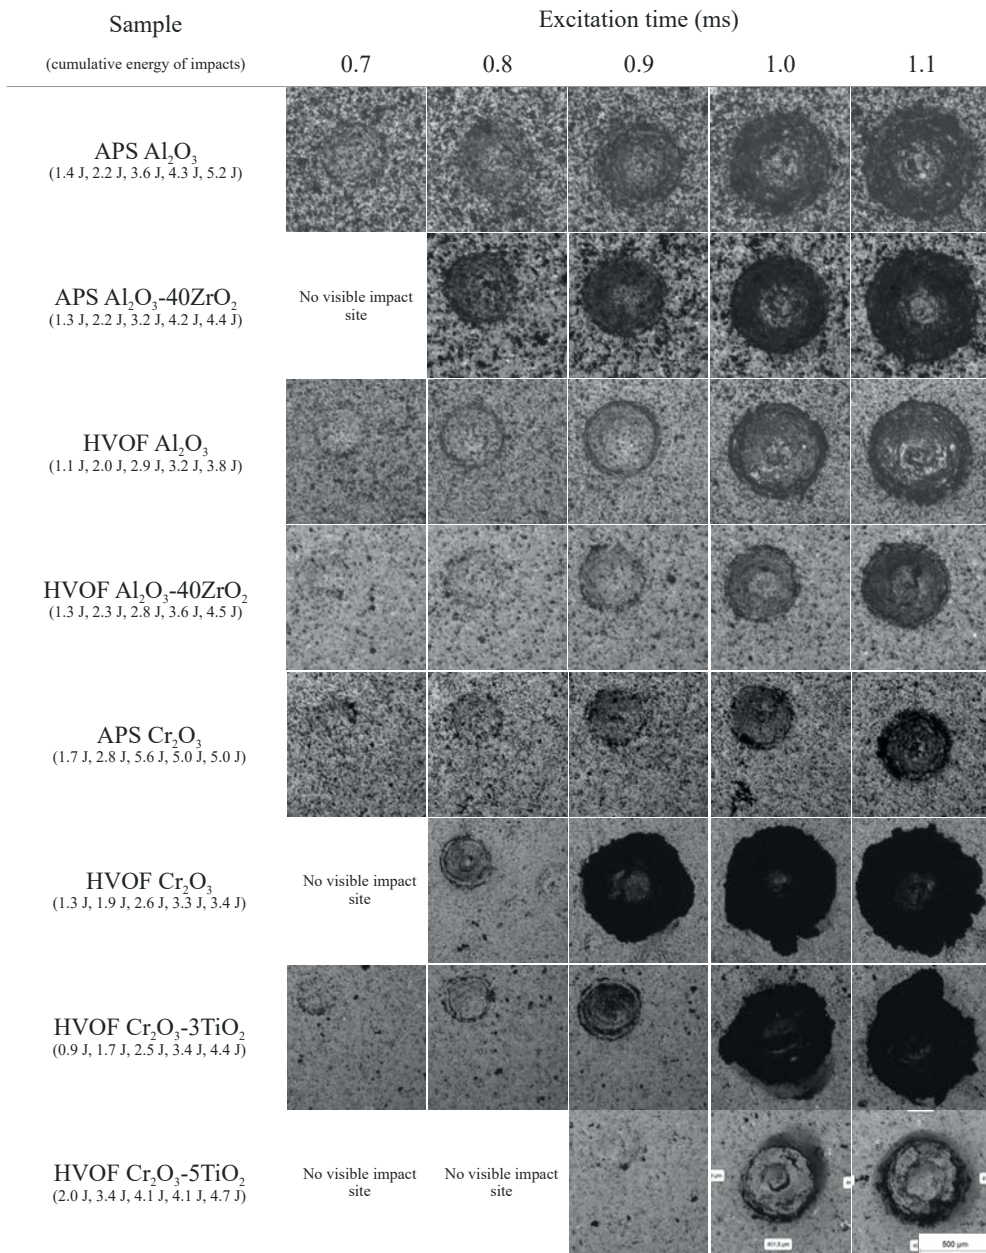 Sample
Excitation time (ms)
(cumulative energy of impacts)
0.7 0.8 0.9 1.0 1.1
APS Al₂O₃
(1.4 J, 2.2 J, 3.6 J, 4.3 J, 5.2 J)
APS Al₂O₃-40ZrO₂
(1.3 J, 2.2 J, 3.2 J, 4.2 J, 4.4 J)
No visible impact
site
HVOF Al₂O₃
(1.1 J, 2.0 J, 2.9 J, 3.2 J, 3.8 J)
HVOF Al₂O₃-40ZrO₂
(1.3 J, 2.3 J, 2.8 J, 3.6 J, 4.5 J)
APS Cr₂O₃
(1.7 J, 2.8 J, 5.6 J, 5.0 J, 5.0 J)
HVOF Cr₂O₃
(1.3 J, 1.9 J, 2.6 J, 3.3 J, 3.4 J)
No visible impact
site
HVOF Cr₂O₃-3TiO₂
(0.9 J, 1.7 J, 2.5 J, 3.4 J, 4.4 J)
HVOF Cr₂O₃-5TiO₂
(2.0 J, 3.4 J, 4.1 J, 4.1 J, 4.7 J)
No visible impact
site
No visible impact
site
500 µm